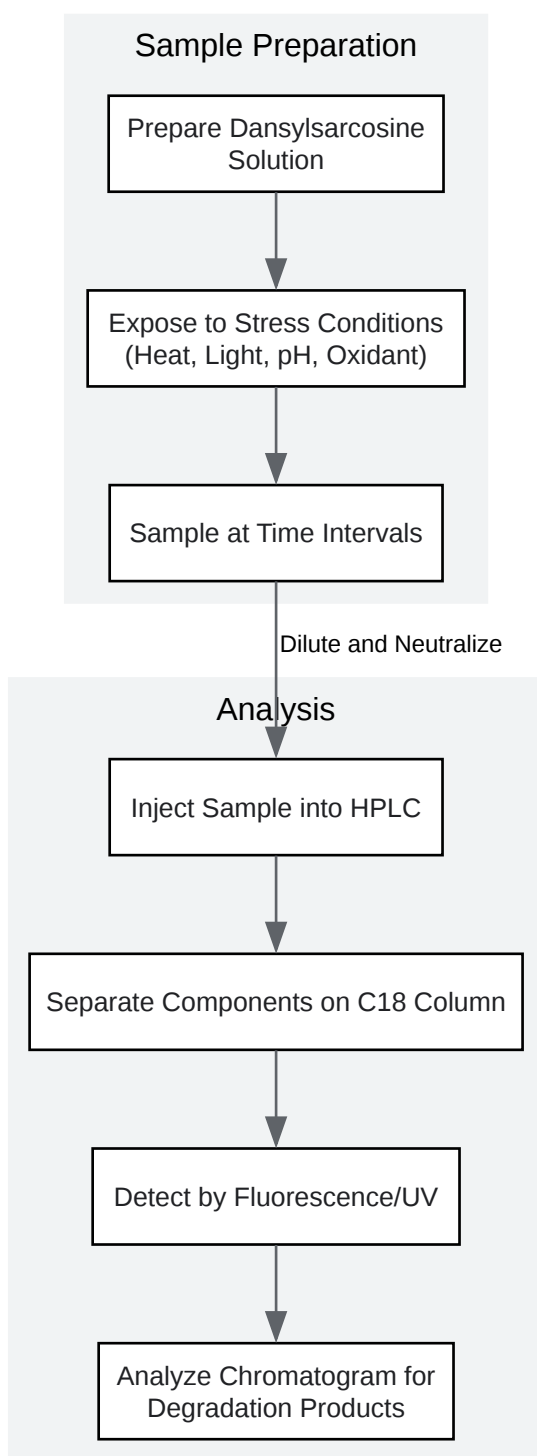 Sample Preparation
Prepare Dansylsarcosine
Solution
Expose to Stress Conditions
(Heat, Light, pH, Oxidant)
Sample at Time Intervals
Dilute and Neutralize
Analysis
Inject Sample into HPLC
Separate Components on C18 Column
Detect by Fluorescence/UV
Analyze Chromatogram for
Degradation Products